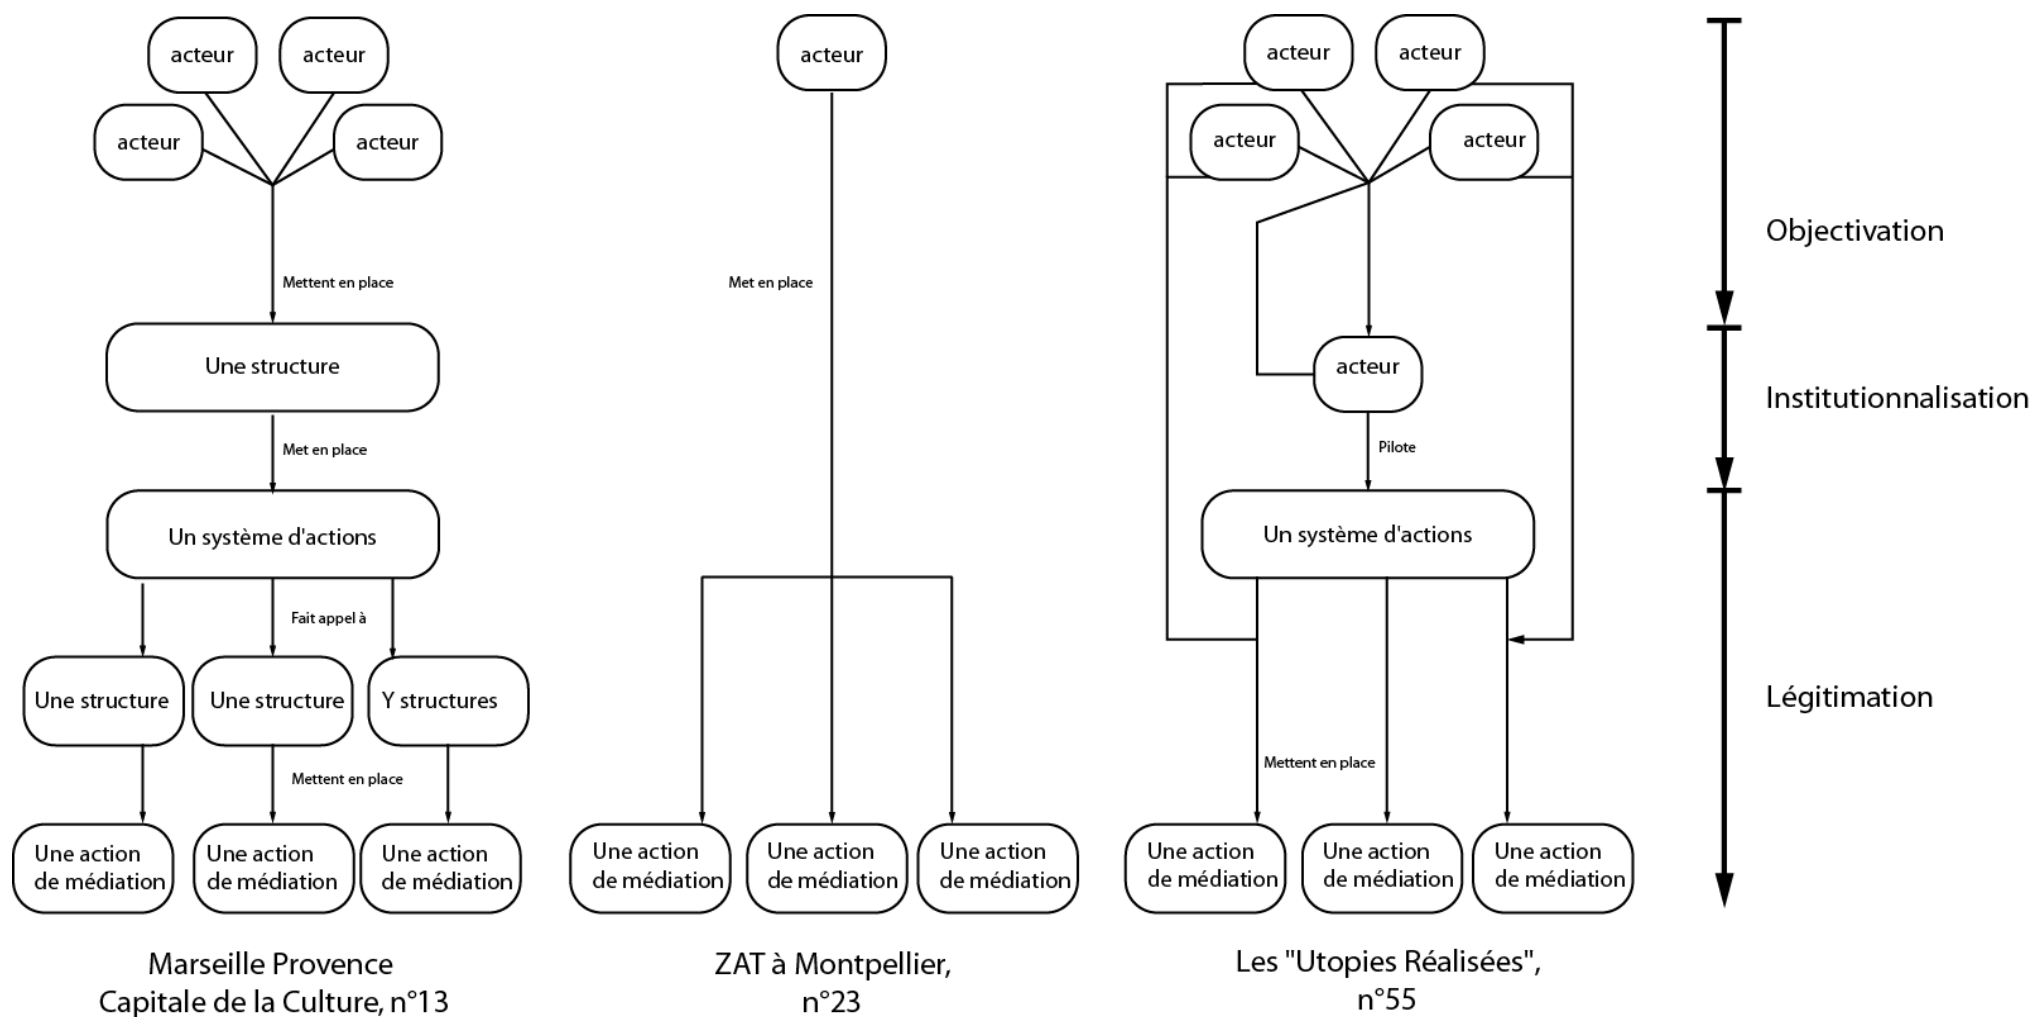 acteur
acteur
acteur
acteur
Mettent en place
Une structure
Met en place
Un système d'actions
Fait appel à
Une structure
Une structure
Y structures
Mettent en place
Une action
de médiation
Une action
de médiation
Une action
de médiation
Marseille Provence
Capitale de la Culture, n°13
acteur
Met en place
Une action
de médiation
Une action
de médiation
Une action
de médiation
ZAT à Montpellier,
n°23
acteur
acteur
acteur
acteur
acteur
Pilote
Un système d'actions
Mettent en place
Une action
de médiation
Une action
de médiation
Une action
de médiation
Les "Utopies Réalisées",
n°55
Objectivation
Institutionnalisation
Légitimation